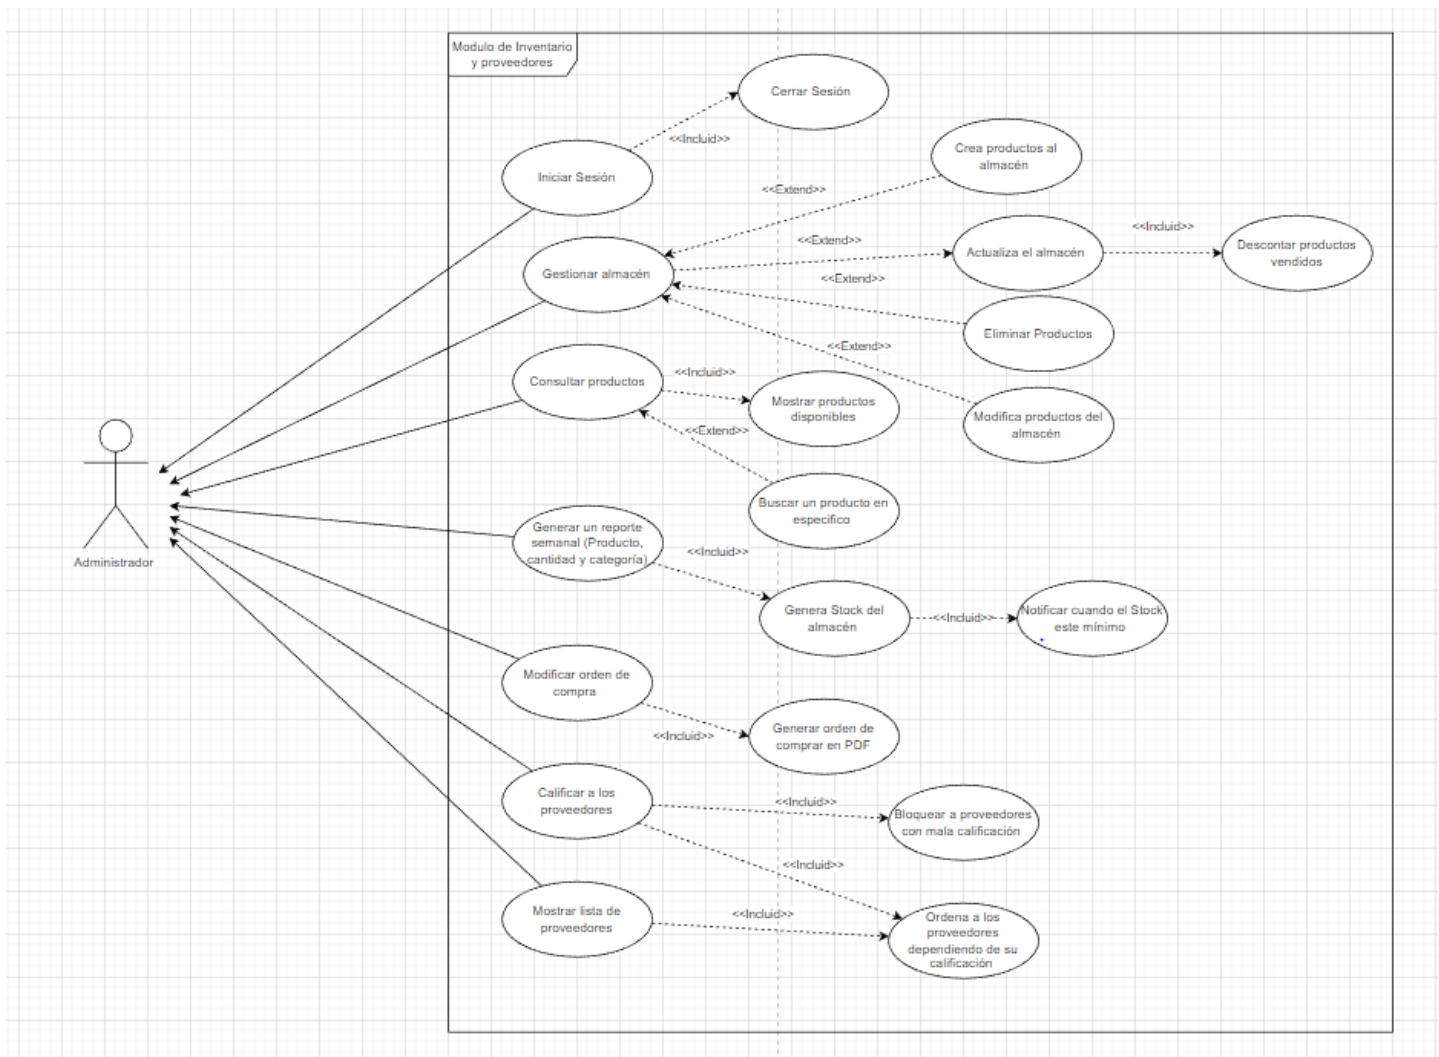 Modulo de Inventario
y proveedores
Cerrar Sesión
<<Incluid>>
Iniciar Sesión
Crea productos al
almacén
<<Extend>>
Gestionar almacén
<<Extend>>
Actualiza el almacén
<<Incluid>>
Descontar productos
vendidos
<<Extend>>
Eliminar Productos
<<Extend>>
Modifica productos del
almacén
Consultar productos
<<Incluid>>
Mostrar productos
disponibles
<<Extend>>
Buscar un producto en
especifico
Administrador
Generar un reporte
semanal (Producto,
cantidad y categoría)
<<Incluid>>
Genera Stock del
almacén
<<Incluid>>
Notificar cuando el Stock
este mínimo
Modificar orden de
compra
<<Incluid>>
Generar orden de
comprar en PDF
Calificar a los
proveedores
<<Incluid>>
Bloquear a proveedores
con mala calificación
<<Incluid>>
Mostrar lista de
proveedores
<<Incluid>>
Ordena a los
proveedores
dependiendo de su
calificación